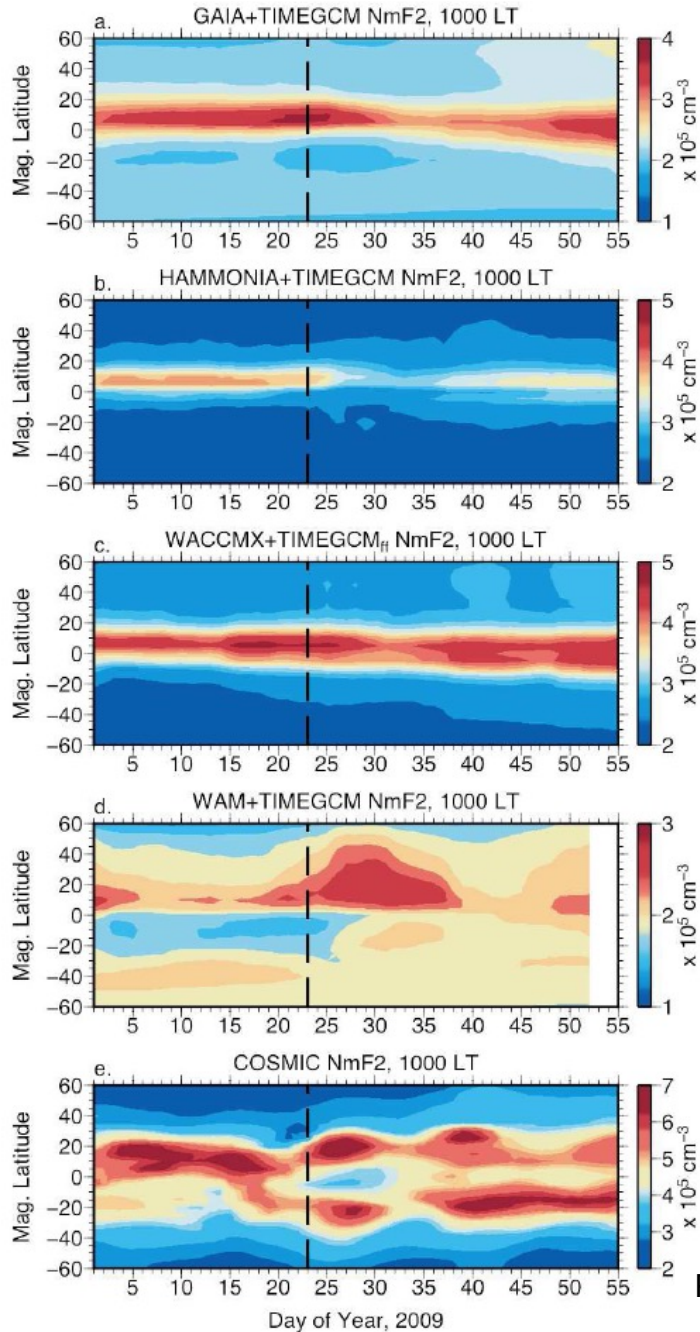 a. GAIA+TIMEGCM NmF2, 1000 LT
60
40
20
0
−20
−40
−60
Mag. Latitude
5 10 15 20 25 30 35 40 45 50 55
4
3
2
1
x 10⁵ cm⁻³
b. HAMMONIA+TIMEGCM NmF2, 1000 LT
60
40
20
0
−20
−40
−60
Mag. Latitude
5 10 15 20 25 30 35 40 45 50 55
5
4
3
2
x 10⁵ cm⁻³
c. WACCMX+TIMEGCMff NmF2, 1000 LT
60
40
20
0
−20
−40
−60
Mag. Latitude
5 10 15 20 25 30 35 40 45 50 55
5
4
3
2
x 10⁵ cm⁻³
d. WAM+TIMEGCM NmF2, 1000 LT
60
40
20
0
−20
−40
−60
Mag. Latitude
5 10 15 20 25 30 35 40 45 50 55
3
2
1
x 10⁵ cm⁻³
e. COSMIC NmF2, 1000 LT
60
40
20
0
−20
−40
−60
Mag. Latitude
5 10 15 20 25 30 35 40 45 50 55
7
6
5
4
3
2
x 10⁵ cm⁻³
Day of Year, 2009